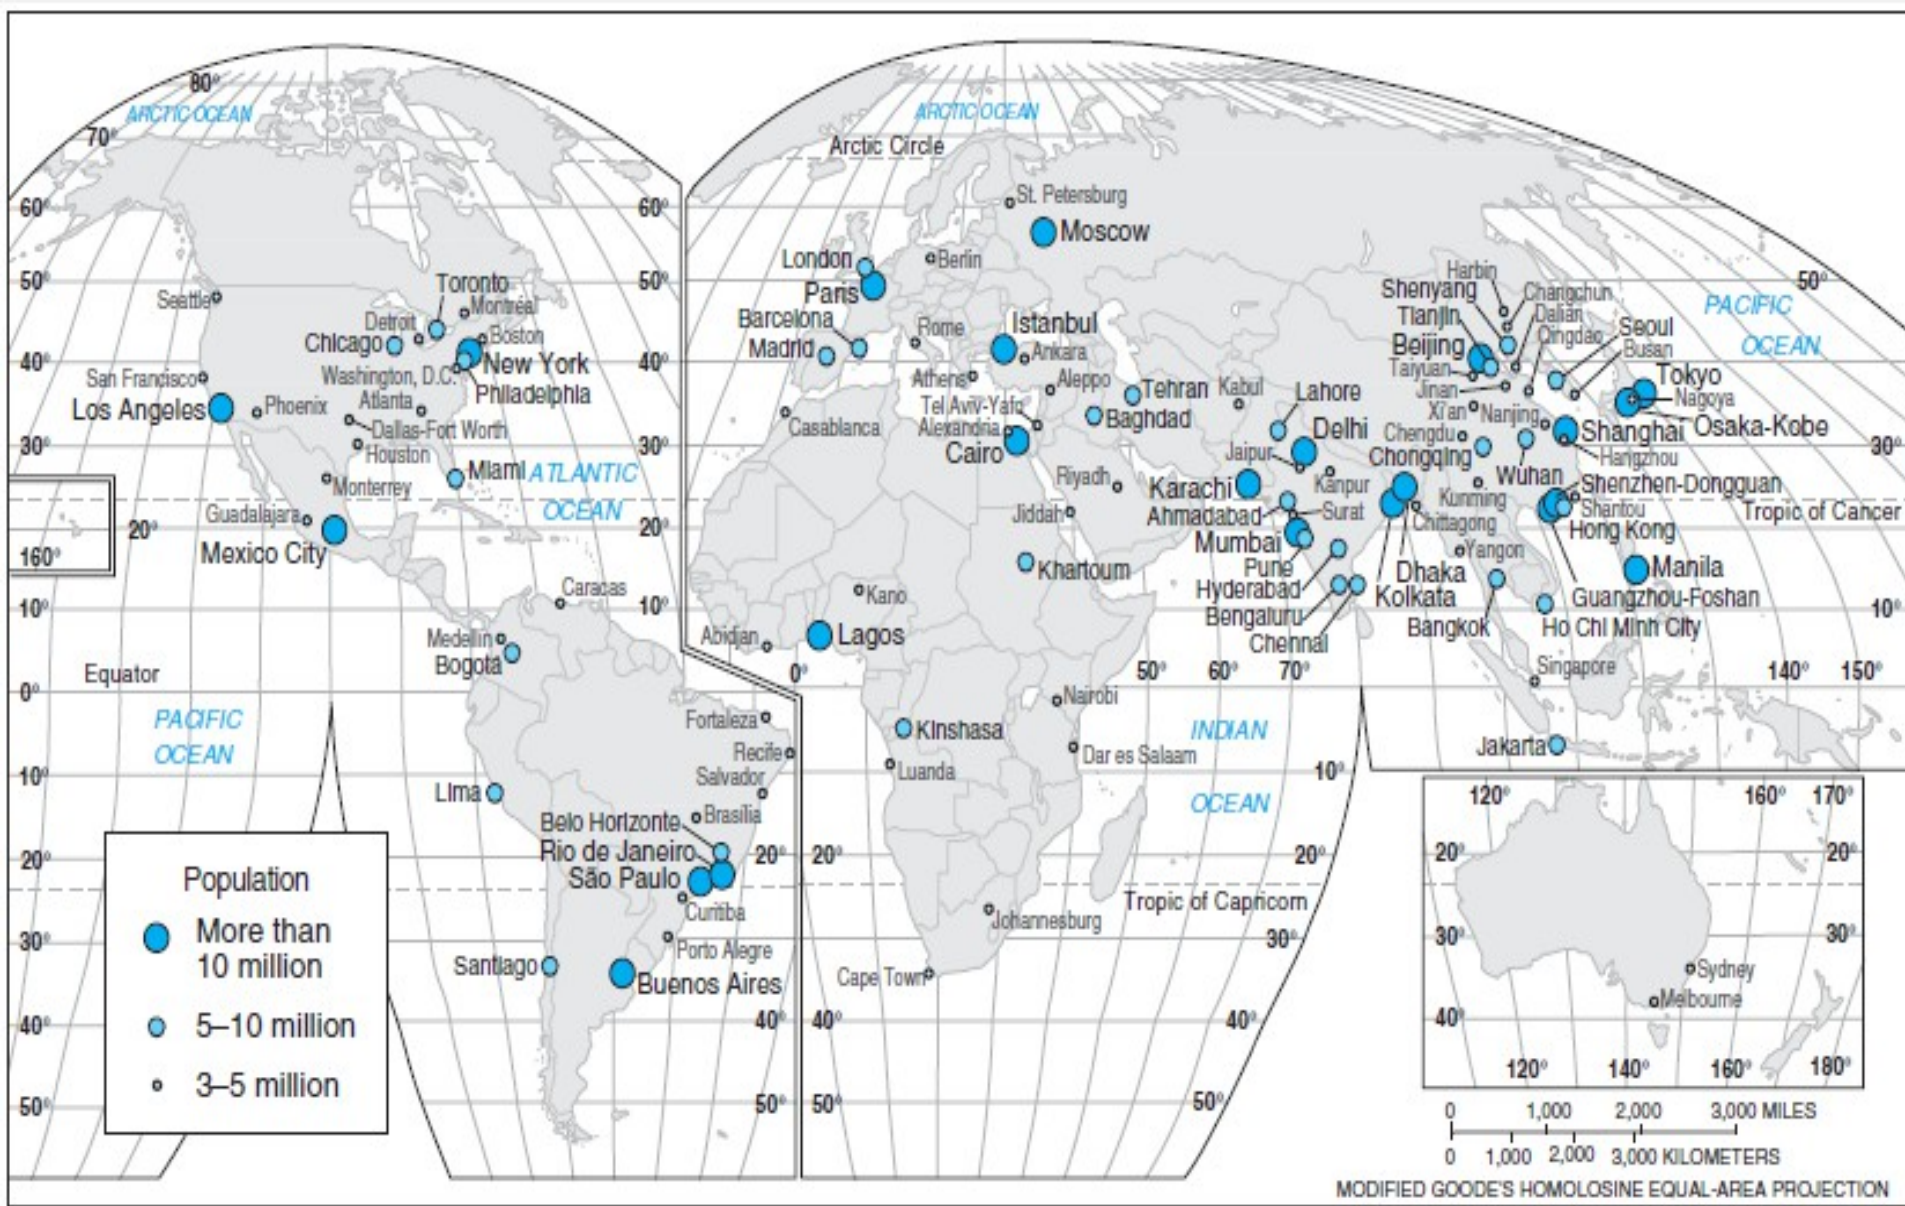 80°
ARCTIC OCEAN
ARCTIC OCEAN
70°
Arctic Circle
St. Petersburg
60°
60°
Moscow
London
Berlin
50°
Toronto
50°
Harbin
50°
Seattle
Montréal
Paris
Shenyang
Changchun
PACIFIC
OCEAN
Detroit
Barcelona
Rome
Istanbul
Tianjin
Dalian
Seoul
Chicago
Boston
Madrid
Ankara
Beijing
Qingdao
Busan
40°
New York
40°
Taiyuan
San Francisco
Washington, D.C.
Philadelphia
Athens
Aleppo
Tehran
Kabul
Lahore
Jinan
Tokyo
Nagoya
Los Angeles
Phoenix
Atlanta
Tel Aviv-Yafo
Baghdad
Xi'an
Nanjing
Dallas-Fort Worth
Casablanca
Alexandria
Delhi
Chengdu
Shanghai
Osaka-Kobe
30°
Houston
30°
Cairo
Jaipur
Chongqing
Hangzhou
30°
Miami
ATLANTIC
OCEAN
Riyadh
Karachi
Kanpur
Wuhan
Shenzhen-Dongguan
Monterrey
Kunming
Guadalajara
Jiddah
Ahmadabad
Surat
Chittagong
Shantou
Tropic of Cancer
20°
20°
Hong Kong
Mexico City
Mumbai
Yangon
160°
Khartoum
Pune
Dhaka
Manila
Caracas
Kano
Hyderabad
Kolkata
Guangzhou-Foshan
10°
10°
Bengaluru
10°
Medellín
Abidjan
Lagos
Chennai
Bangkok
Ho Chi Minh City
Bogotá
Equator
0°
50°
60°
70°
Singapore
140°
150°
0°
Nairobi
PACIFIC
OCEAN
Fortaleza
Kinshasa
INDIAN
OCEAN
Recife
Dar es Salaam
Jakarta
10°
Salvador
Luanda
10°
Lima
Brasília
120°
160°
170°
Belo Horizonte
Rio de Janeiro
20°
20°
20°
20°
20°
20°
São Paulo
Curitiba
Johannesburg
Tropic of Capricorn
30°
Porto Alegre
30°
30°
30°
Santiago
Buenos Aires
Cape Town
Sydney
Melbourne
40°
40°
40°
40°
40°
120°
140°
160°
180°
50°
50°
50°
50°
Population
More than
10 million
5–10 million
3–5 million
0 1,000 2,000 3,000 MILES
0 1,000 2,000 3,000 KILOMETERS
MODIFIED GOODE'S HOMOLOSINE EQUAL-AREA PROJECTION